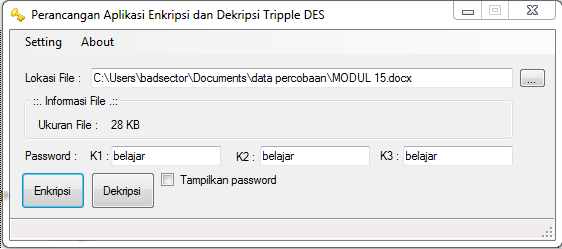 Perancangan Aplikasi Enkripsi dan Dekripsi Tripple DES
Setting About
Lokasi File : C:\Users\badsector\Documents\data percobaan\MODUL 15.docx ...
::. Informasi File .::
Ukuran File : 28 KB
Password : K1 : belajar K2 : belajar K3 : belajar
Enkripsi Dekripsi Tampilkan password